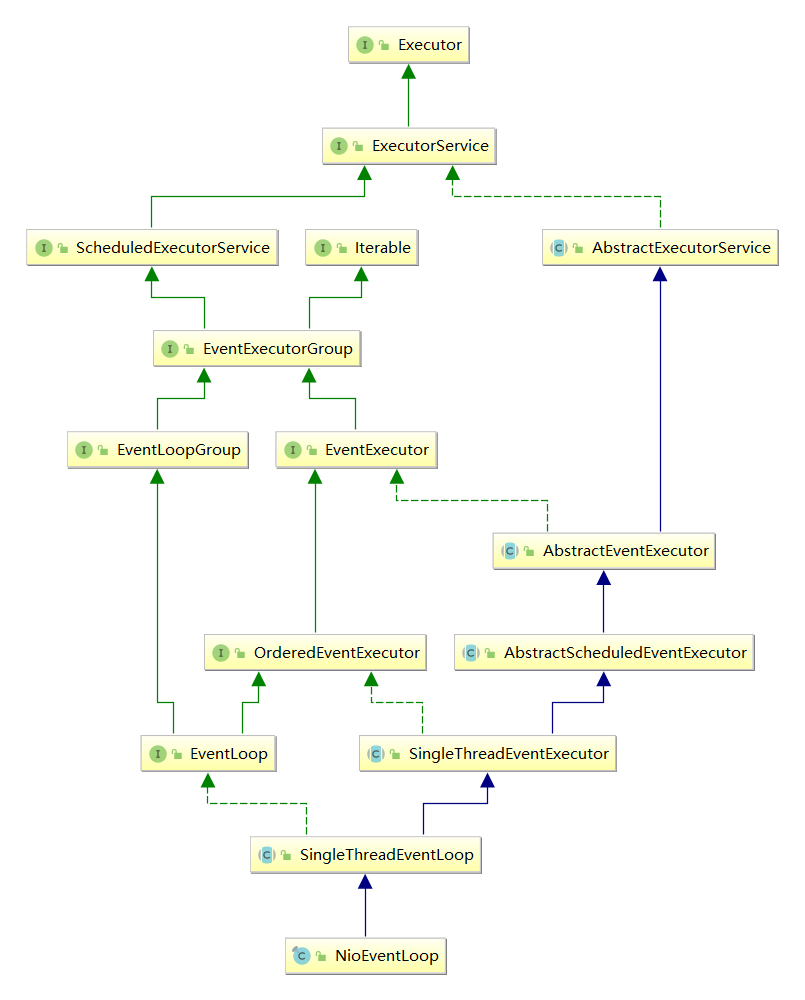 Executor
ExecutorService
ScheduledExecutorService
Iterable
AbstractExecutorService
EventExecutorGroup
EventLoopGroup
EventExecutor
AbstractEventExecutor
OrderedEventExecutor
AbstractScheduledEventExecutor
EventLoop
SingleThreadEventExecutor
SingleThreadEventLoop
NioEventLoop